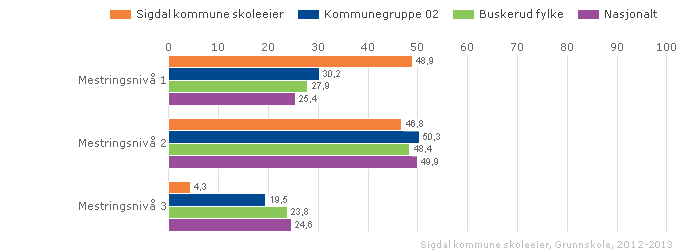 Sigdal kommune skoleeier Kommunegruppe 02 Buskerud fylke Nasjonalt
0 10 20 30 40 50 60 70 80 90 100
Mestringsnivå 1
48,9
30,2
27,9
25,4
Mestringsnivå 2
46,8
50,3
48,4
49,9
Mestringsnivå 3
4,3
19,5
23,8
24,6
Sigdal kommune skoleeier, Grunnskole, 2012-2013